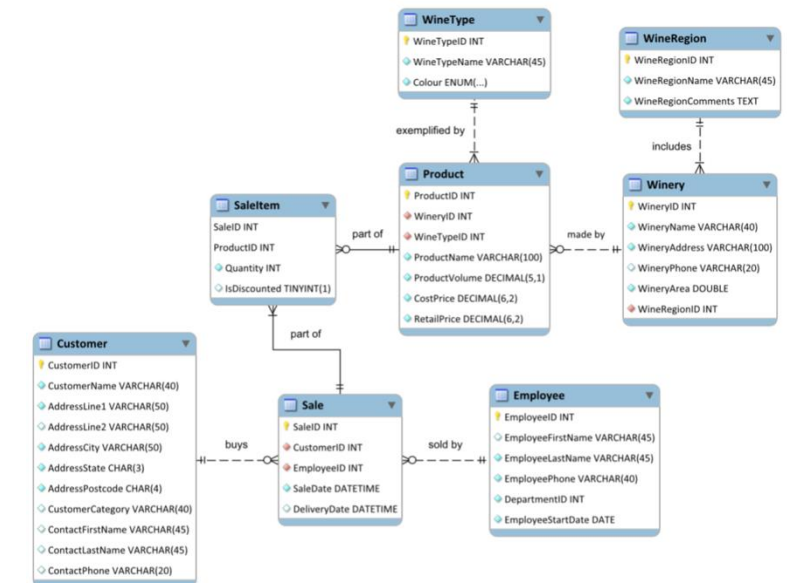 WineType
WineTypeID INT
WineTypeName VARCHAR(45)
Colour ENUM(...)
WineRegion
WineRegionID INT
WineRegionName VARCHAR(45)
WineRegionComments TEXT
exemplified by
includes
Product
ProductID INT
WineryID INT
WineTypeID INT
ProductName VARCHAR(100)
ProductVolume DECIMAL(5,1)
CostPrice DECIMAL(6,2)
RetailPrice DECIMAL(6,2)
Winery
WineryID INT
WineryName VARCHAR(40)
WineryAddress VARCHAR(100)
WineryPhone VARCHAR(20)
WineryArea DOUBLE
WineRegionID INT
made by
SaleItem
SaleID INT
ProductID INT
Quantity INT
IsDiscounted TINYINT(1)
part of
part of
Customer
CustomerID INT
CustomerName VARCHAR(40)
AddressLine1 VARCHAR(50)
AddressLine2 VARCHAR(50)
AddressCity VARCHAR(50)
AddressState CHAR(3)
AddressPostcode CHAR(4)
CustomerCategory VARCHAR(40)
ContactFirstName VARCHAR(45)
ContactLastName VARCHAR(45)
ContactPhone VARCHAR(20)
buys
Sale
SaleID INT
CustomerID INT
EmployeeID INT
SaleDate DATETIME
DeliveryDate DATETIME
sold by
Employee
EmployeeID INT
EmployeeFirstName VARCHAR(45)
EmployeeLastName VARCHAR(45)
EmployeePhone VARCHAR(40)
DepartmentID INT
EmployeeStartDate DATE